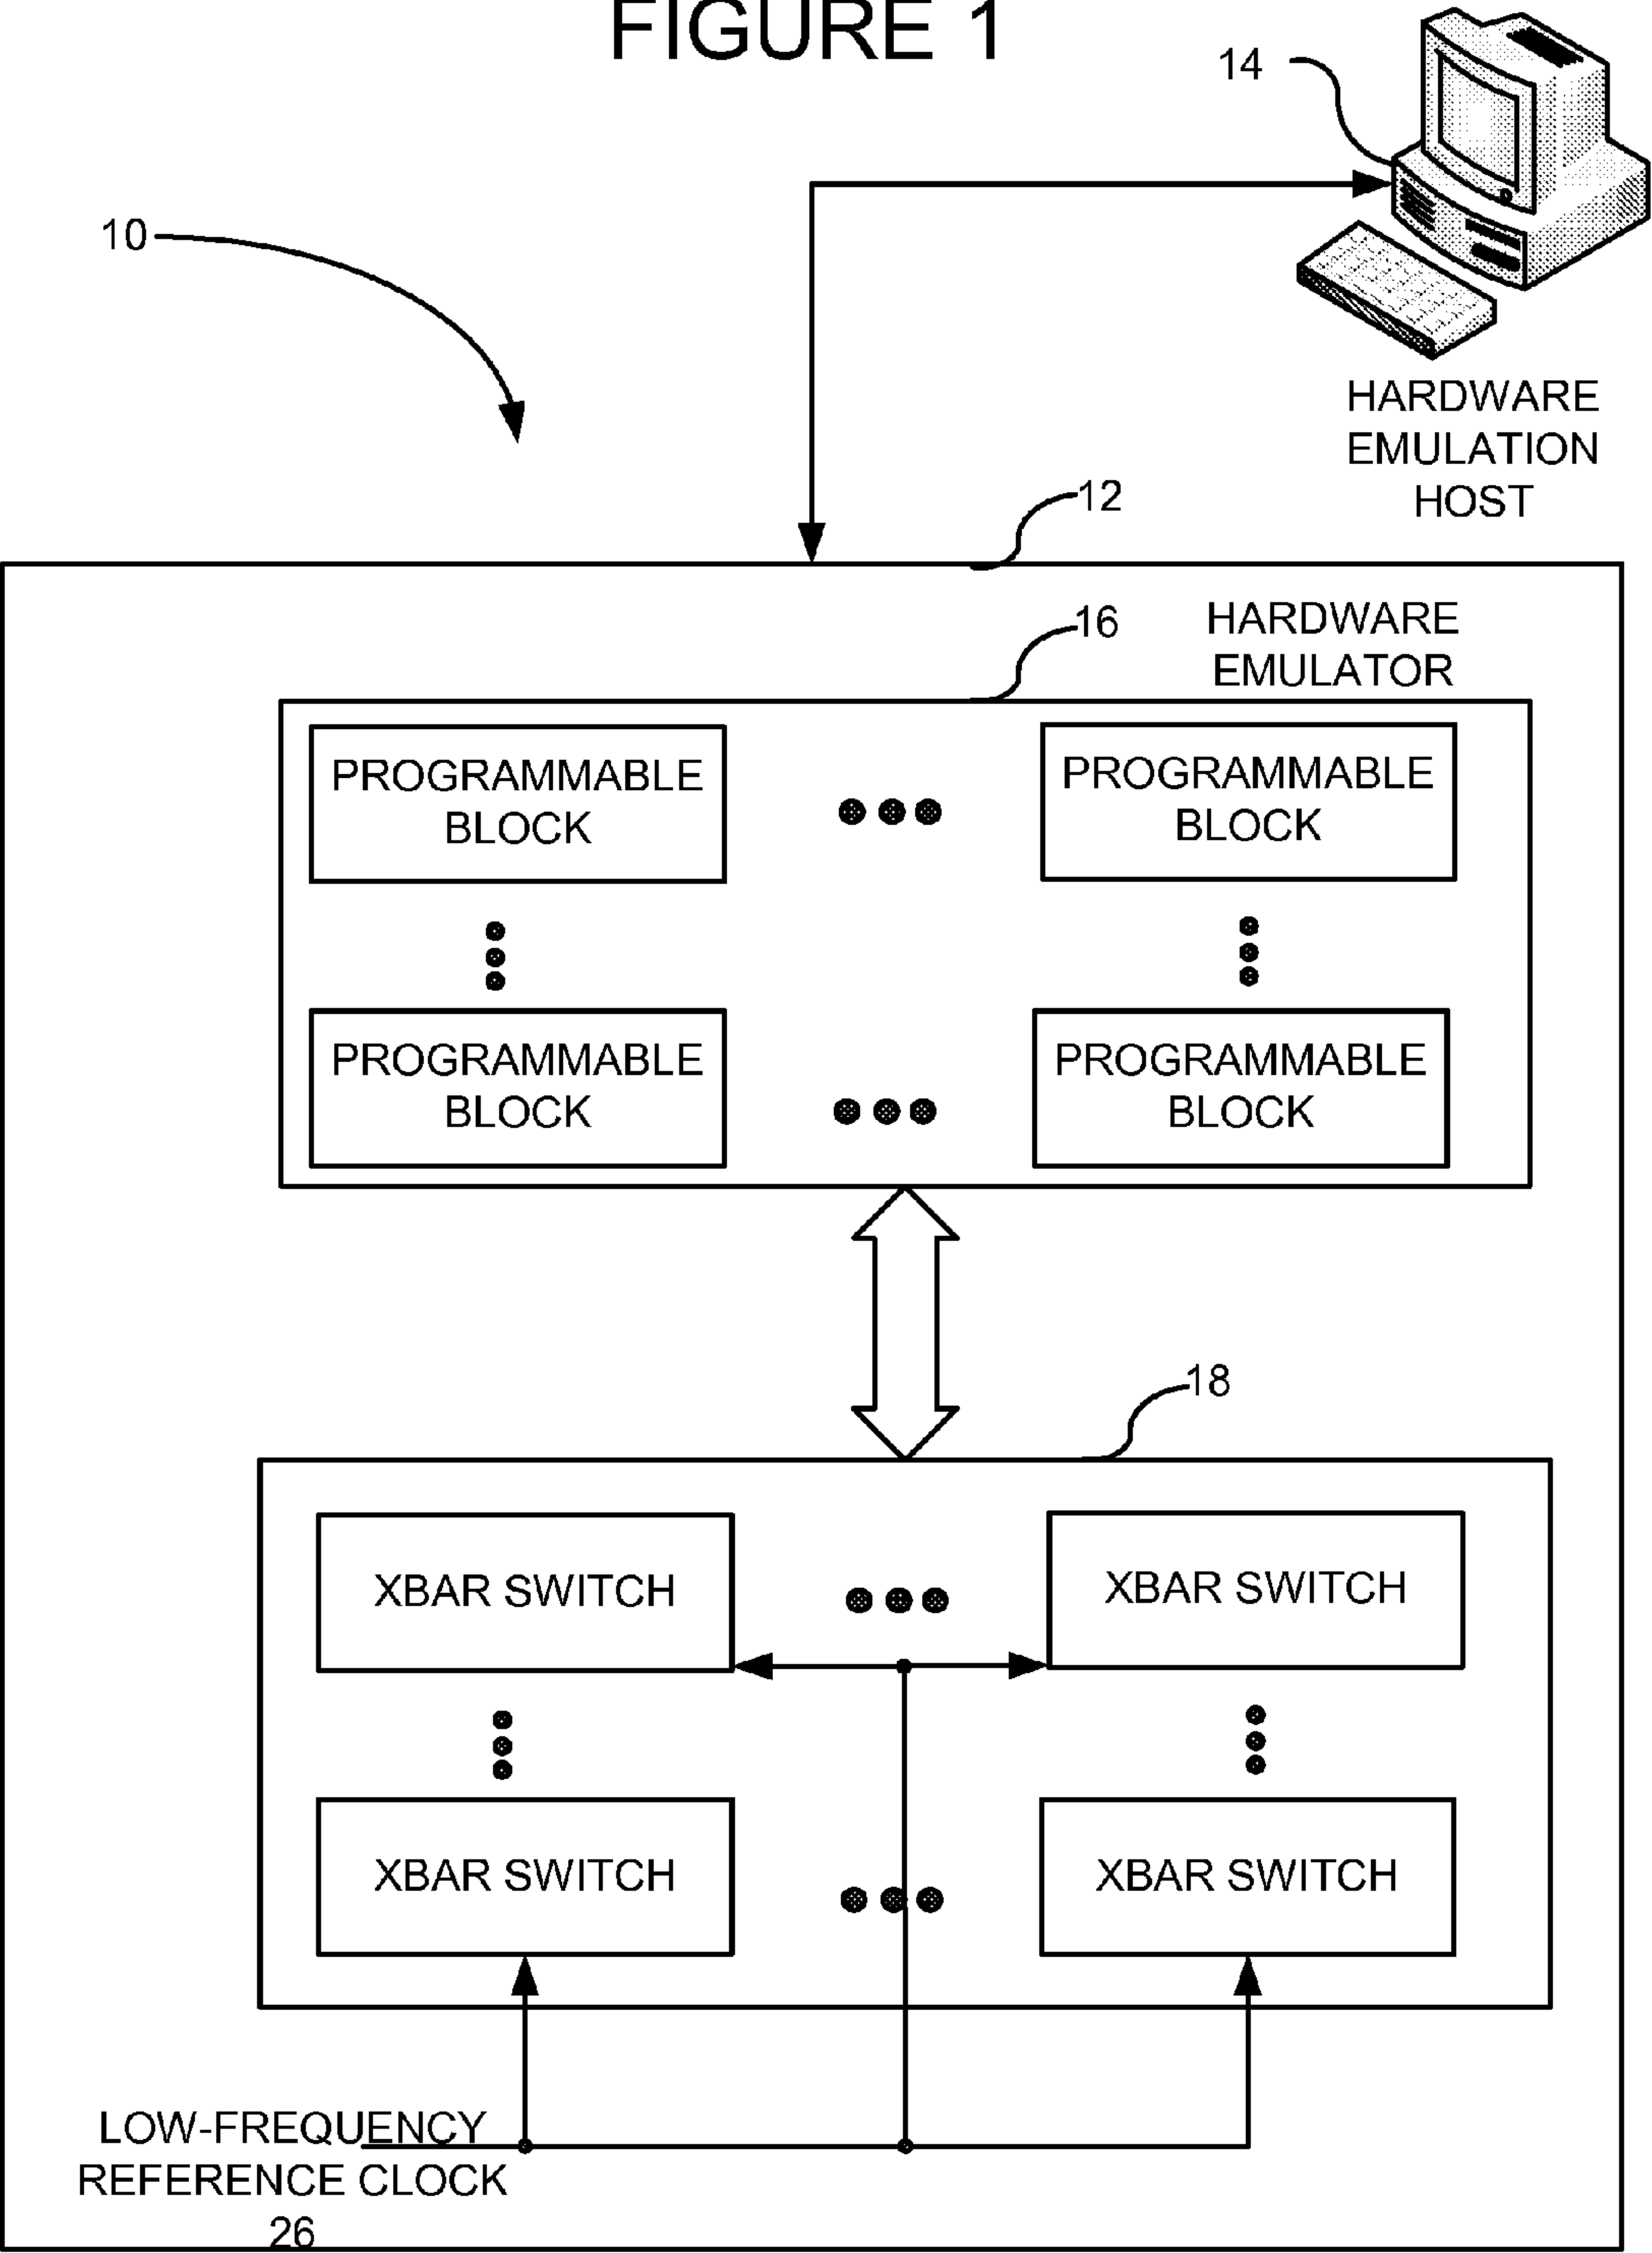 FIGURE 1
14
10
HARDWARE
EMULATION
HOST
12
16
HARDWARE
EMULATOR
PROGRAMMABLE
BLOCK
PROGRAMMABLE
BLOCK
PROGRAMMABLE
BLOCK
PROGRAMMABLE
BLOCK
18
XBAR SWITCH
XBAR SWITCH
XBAR SWITCH
XBAR SWITCH
LOW-FREQUENCY
REFERENCE CLOCK
26